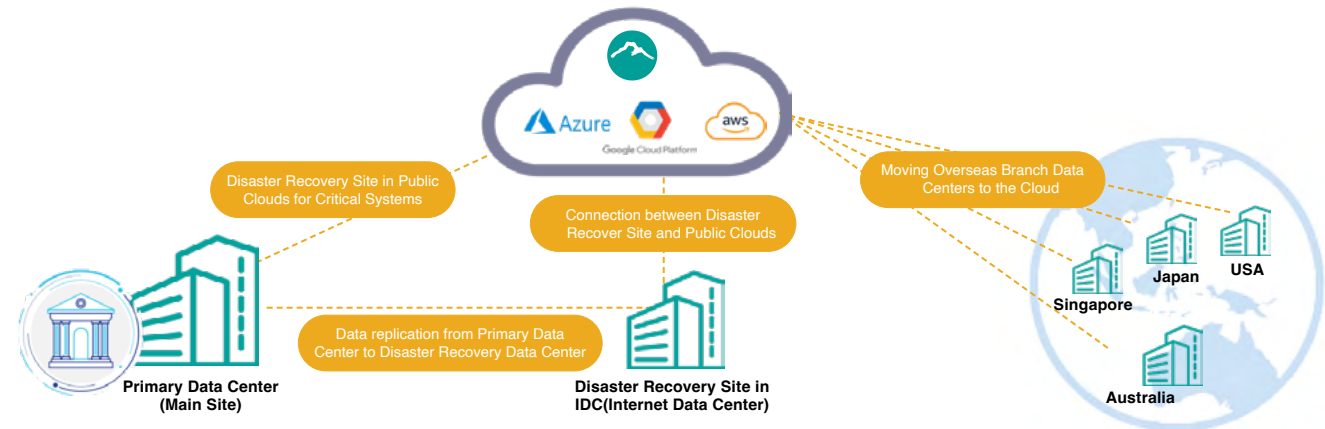 Azure
Google Cloud Platform
aws
Disaster Recovery Site in Public
Clouds for Critical Systems
Connection between Disaster
Recover Site and Public Clouds
Moving Overseas Branch Data
Centers to the Cloud
Data replication from Primary Data
Center to Disaster Recovery Data Center
Primary Data Center
(Main Site)
Disaster Recovery Site in
IDC(Internet Data Center)
Singapore
Japan
USA
Australia